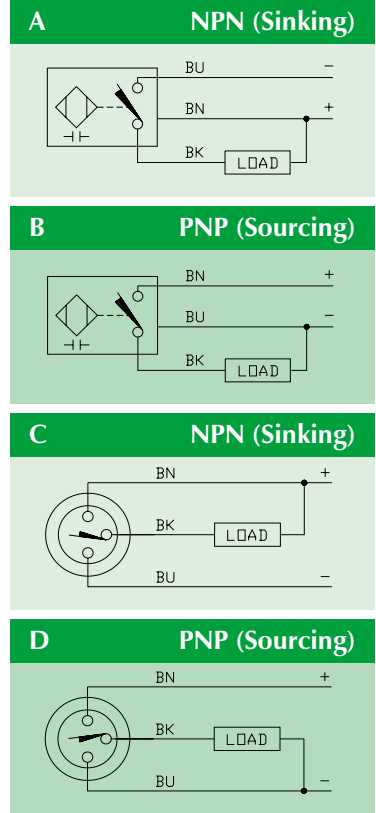 A NPN (Sinking)
BU −
BN +
BK LOAD
B PNP (Sourcing)
BN +
BU −
BK LOAD
C NPN (Sinking)
BN +
BK LOAD
BU −
D PNP (Sourcing)
BN +
BK LOAD
BU −